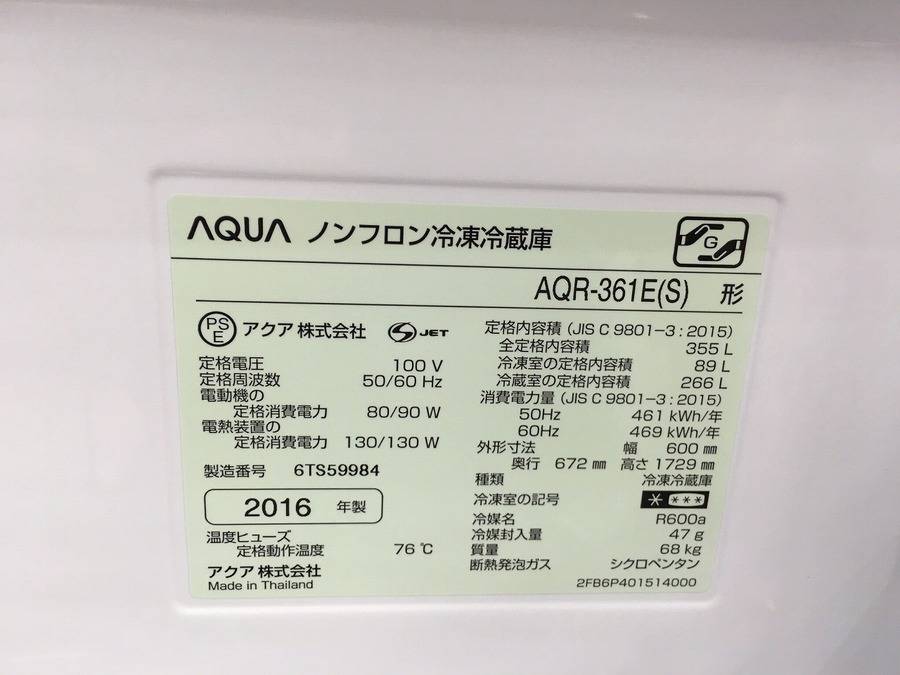 AQUA ノンフロン冷凍冷蔵庫
G
AQR-361E(S) 形
PSE アクア 株式会社 S JET
定格電圧 100 V
定格周波数 50/60 Hz
電動機の
定格消費電力 80/90 W
電熱装置の
定格消費電力 130/130 W
製造番号 6TS59984
2016 年製
温度ヒューズ
定格動作温度 76 ℃
アクア 株式会社
Made in Thailand
定格内容積 (JIS C 9801-3 : 2015)
全定格内容積 355 L
冷凍室の定格内容積 89 L
冷蔵室の定格内容積 266 L
消費電力量 (JIS C 9801-3 : 2015)
50Hz 461 kWh/年
60Hz 469 kWh/年
外形寸法 幅 600 ㎜
奥行 672 ㎜ 高さ 1729 ㎜
種類 冷凍冷蔵庫
冷凍室の記号 * ***
冷媒名 R600a
冷媒封入量 47 g
質量 68 kg
断熱発泡ガス シクロペンタン
2FB6P401514000